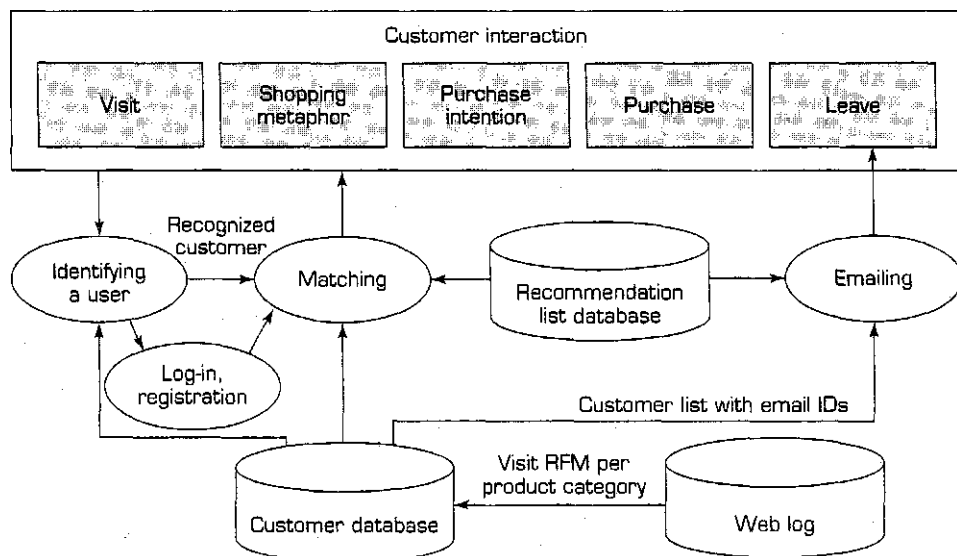 Customer interaction
Visit
Shopping
metaphor
Purchase
intention
Purchase
Leave
Recognized
customer
Identifying
a user
Matching
Recommendation
list database
Emailing
Log-in,
registration
Customer list with email IDs
Visit RFM per
product category
Customer database
Web log